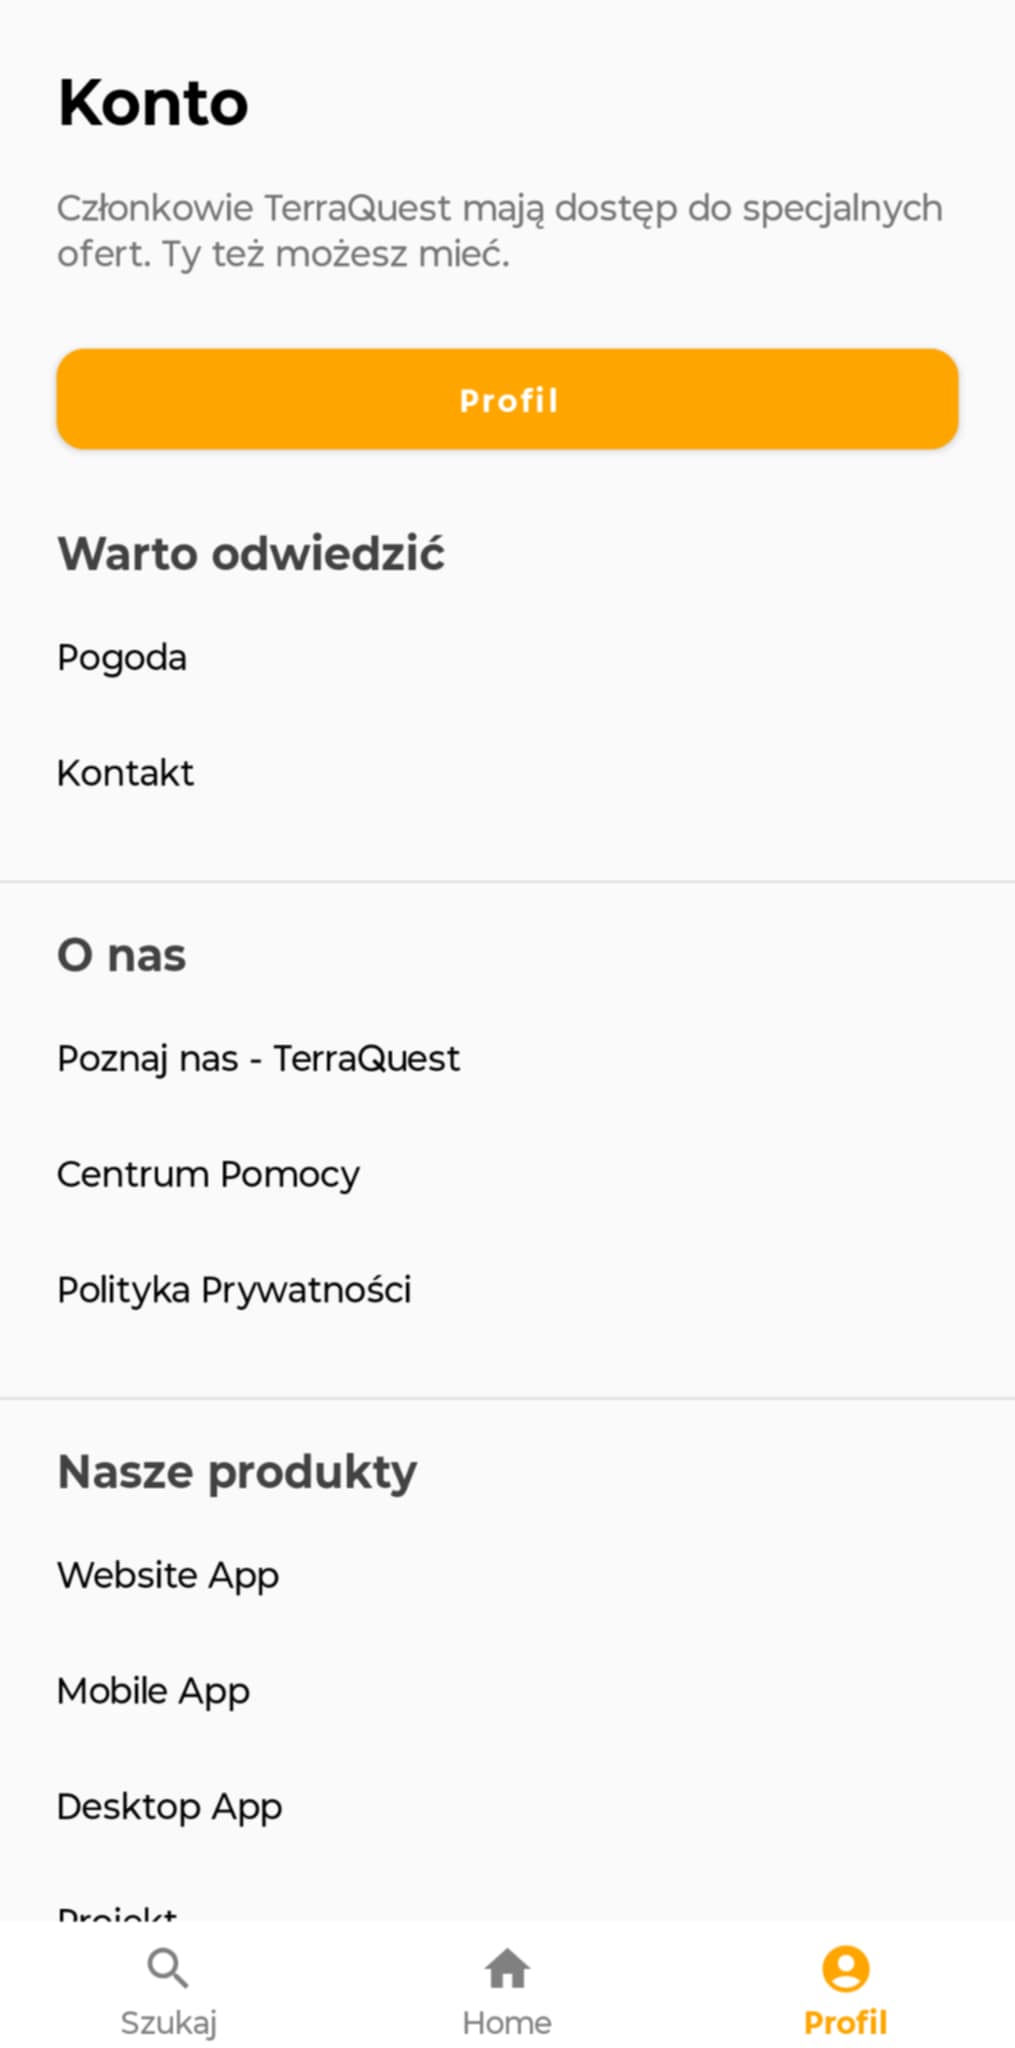 Konto
Członkowie TerraQuest mają dostęp do specjalnych
ofert. Ty też możesz mieć.
Profil
Warto odwiedzić
Pogoda
Kontakt
O nas
Poznaj nas - TerraQuest
Centrum Pomocy
Polityka Prywatności
Nasze produkty
Website App
Mobile App
Desktop App
Projekt
Szukaj
Home
Profil